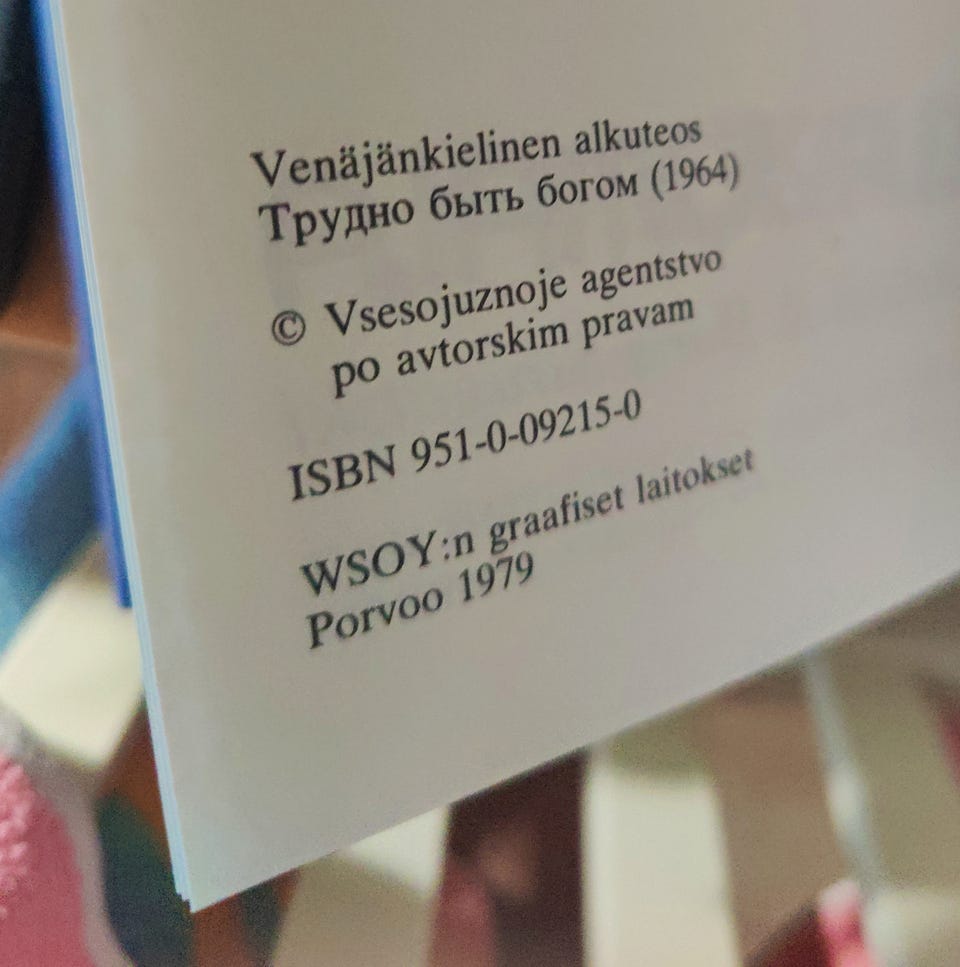 Venäjänkielinen alkuteos
Трудно быть богом (1964)
© Vsesojuznoje agentstvo
po avtorskim pravam
ISBN 951-0-09215-0
WSOY:n graafiset laitokset
Porvoo 1979